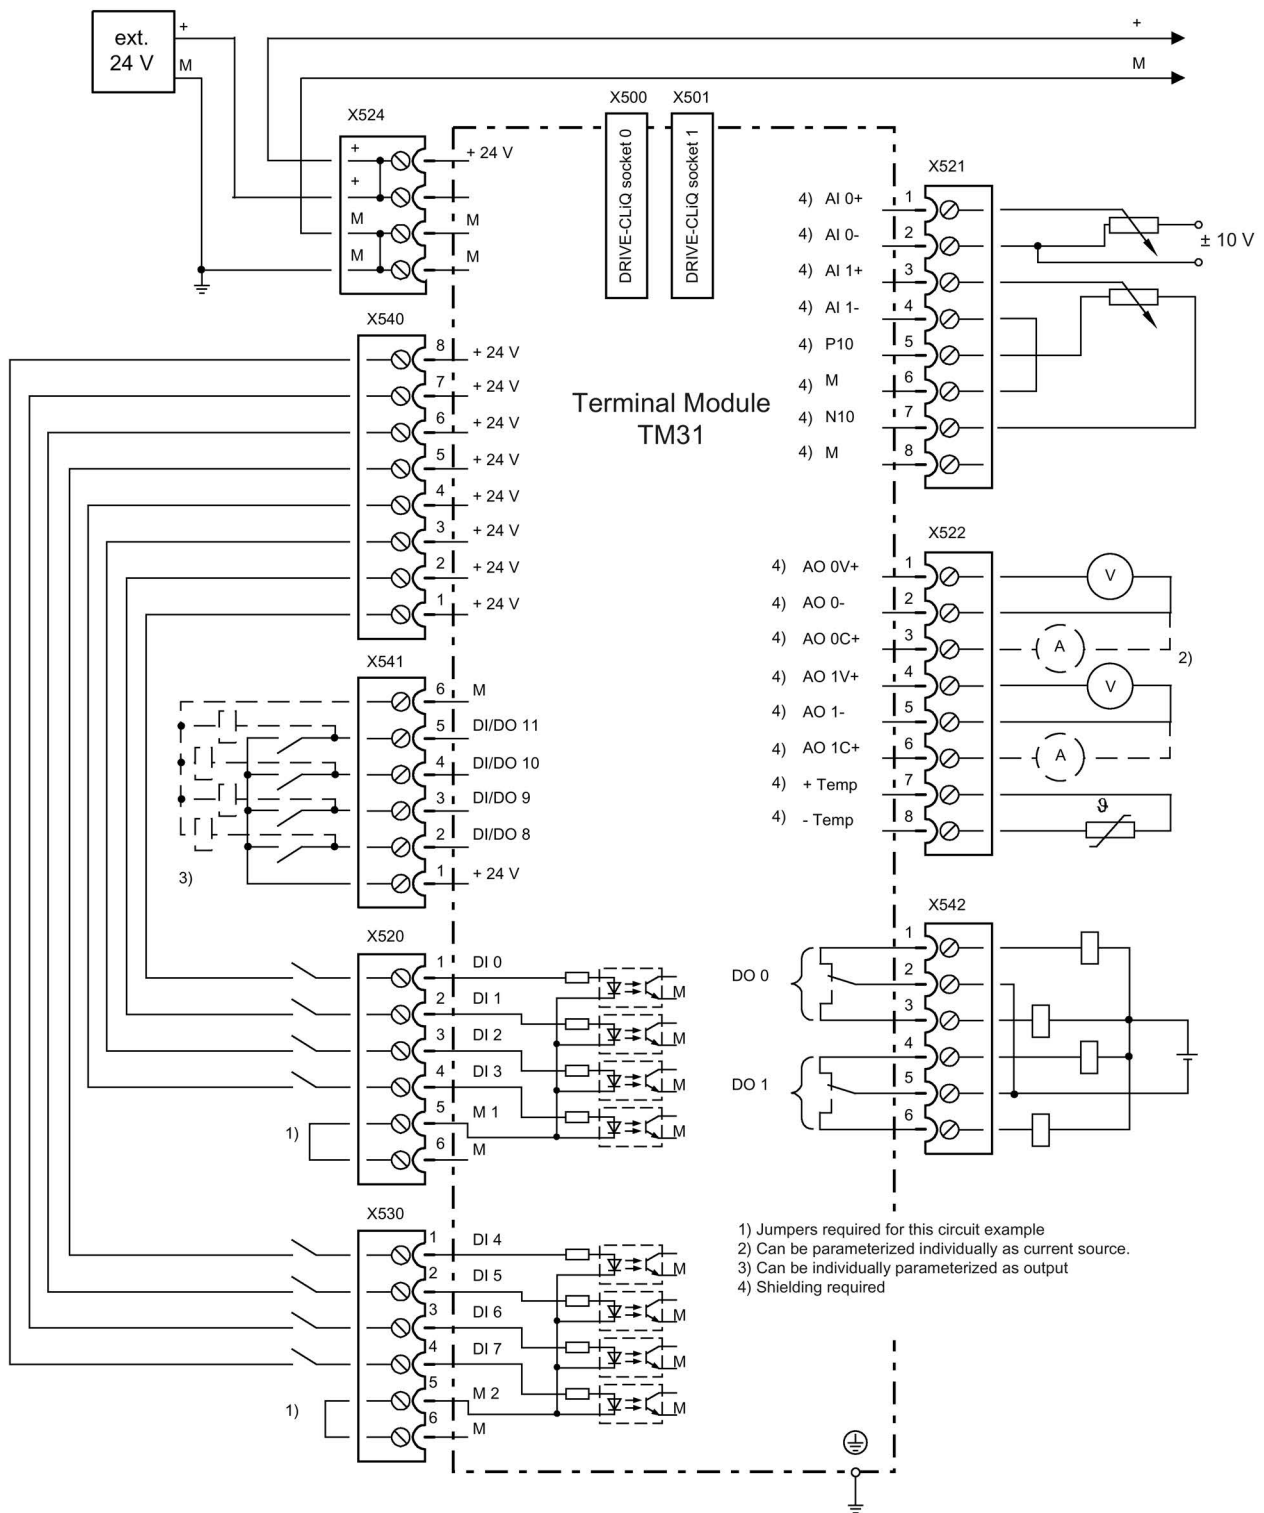 ext.
24 V
+
M
+
M
X524
+
+
M
M
+ 24 V
M
M
X500
X501
DRIVE-CLiQ socket 0
DRIVE-CLiQ socket 1
Terminal Module
TM31
X540
8 + 24 V
7 + 24 V
6 + 24 V
5 + 24 V
4 + 24 V
3 + 24 V
2 + 24 V
1 + 24 V
X541
6 M
5 DI/DO 11
4 DI/DO 10
3 DI/DO 9
2 DI/DO 8
1 + 24 V
3)
X520
1 DI 0
2 DI 1
3 DI 2
4 DI 3
5 M 1
6 M
1)
M
M
M
M
X530
1 DI 4
2 DI 5
3 DI 6
4 DI 7
5 M 2
6 M
1)
M
M
M
M
X521
4) AI 0+ 1
4) AI 0- 2
4) AI 1+ 3
4) AI 1- 4
4) P10 5
4) M 6
4) N10 7
4) M 8
± 10 V
X522
4) AO 0V+ 1
4) AO 0- 2
4) AO 0C+ 3
4) AO 1V+ 4
4) AO 1- 5
4) AO 1C+ 6
4) + Temp 7
4) - Temp 8
V
A
2)
V
A
ϑ
X542
DO 0
1
2
3
DO 1
4
5
6
1) Jumpers required for this circuit example
2) Can be parameterized individually as current source.
3) Can be individually parameterized as output
4) Shielding required